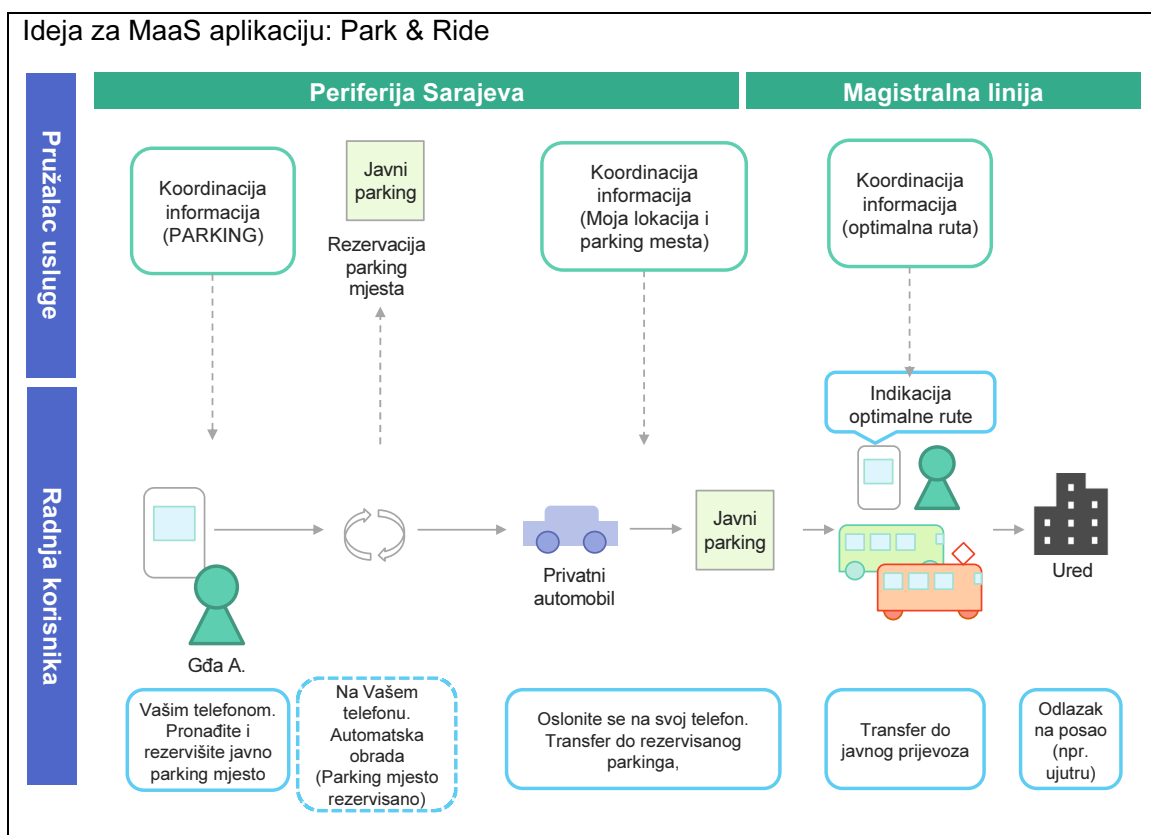 Ideja za MaaS aplikaciju: Park & Ride
Periferija Sarajeva
Magistralna linija
Pružalac usluge
Koordinacija
informacija
(PARKING)
Javni
parking
Rezervacija
parking
mjesta
Koordinacija
informacija
(Moja lokacija i
parking mesta)
Koordinacija
informacija
(optimalna ruta)
Radnja korisnika
Indikacija
optimalne rute
Gđa A.
Privatni
automobil
Javni
parking
Ured
Vašim telefonom.
Pronađite i
rezervišite javno
parking mjesto
Na Vašem
telefonu.
Automatska
obrada
(Parking mjesto
rezervisano)
Oslonite se na svoj telefon.
Transfer do rezervisanog
parkinga,
Transfer do
javnog prijevoza
Odlazak
na posao
(npr.
ujutru)